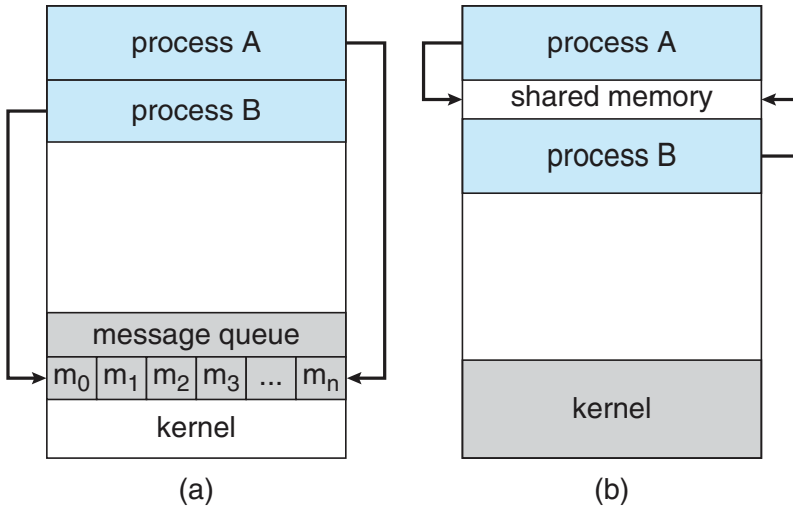 process A
process B
message queue
m0 m1 m2 m3 ... mn
kernel
(a)
process A
shared memory
process B
kernel
(b)